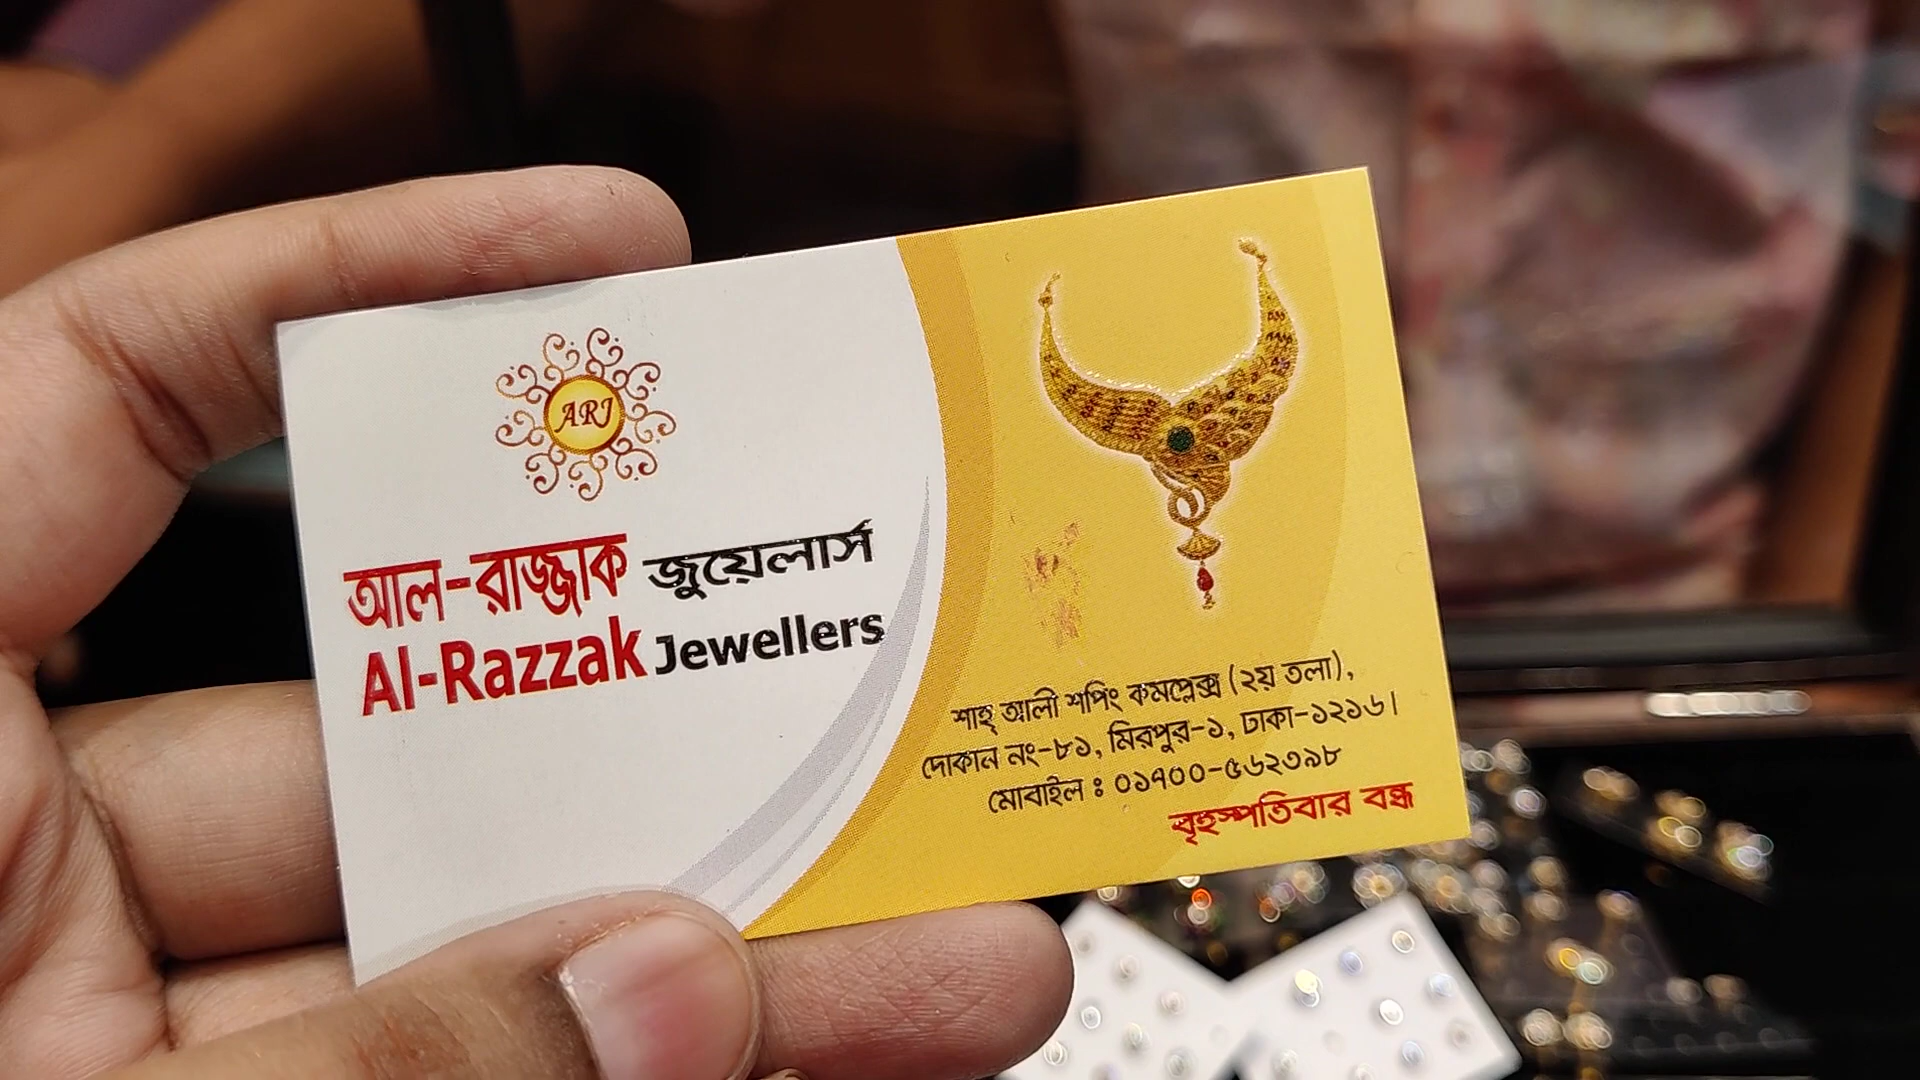 ARJ
আল-রাজ্জাক জুয়েলার্স
Al-Razzak Jewellers
শাহ্ আলী শপিং কমপ্লেক্স (২য় তলা),
দোকান নং-৮১, মিরপুর-১, ঢাকা-১২১৬।
মোবাইল ঃ ০১৭০০-৫৬২৩৯৮
বৃহস্পতিবার বন্ধ